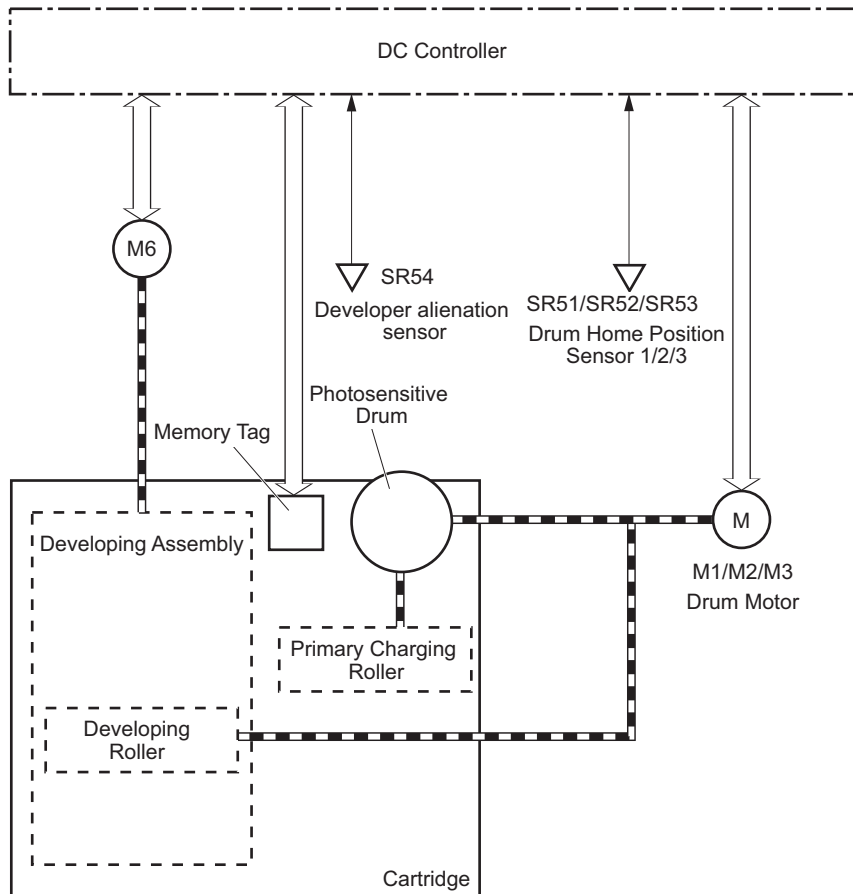 DC Controller
M6
SR54
Developer alienation
sensor
SR51/SR52/SR53
Drum Home Position
Sensor 1/2/3
Photosensitive
Drum
Memory Tag
Developing Assembly
M
M1/M2/M3
Drum Motor
Primary Charging
Roller
Developing
Roller
Cartridge